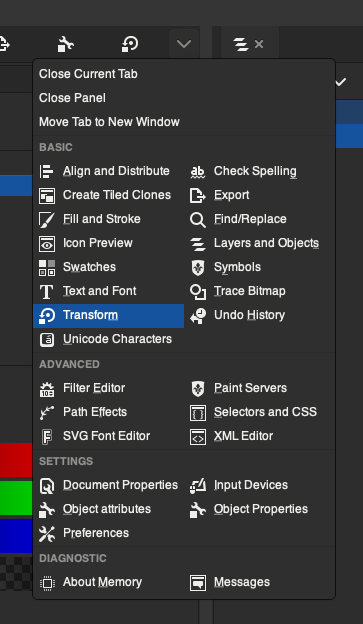 Close Current Tab
Close Panel
Move Tab to New Window
BASIC
Align and Distribute Check Spelling
Create Tiled Clones Export
Fill and Stroke Find/Replace
Icon Preview Layers and Objects
Swatches Symbols
Text and Font Trace Bitmap
Transform Undo History
Unicode Characters
ADVANCED
Filter Editor Paint Servers
Path Effects Selectors and CSS
SVG Font Editor XML Editor
SETTINGS
Document Properties Input Devices
Object attributes Object Properties
Preferences
DIAGNOSTIC
About Memory Messages